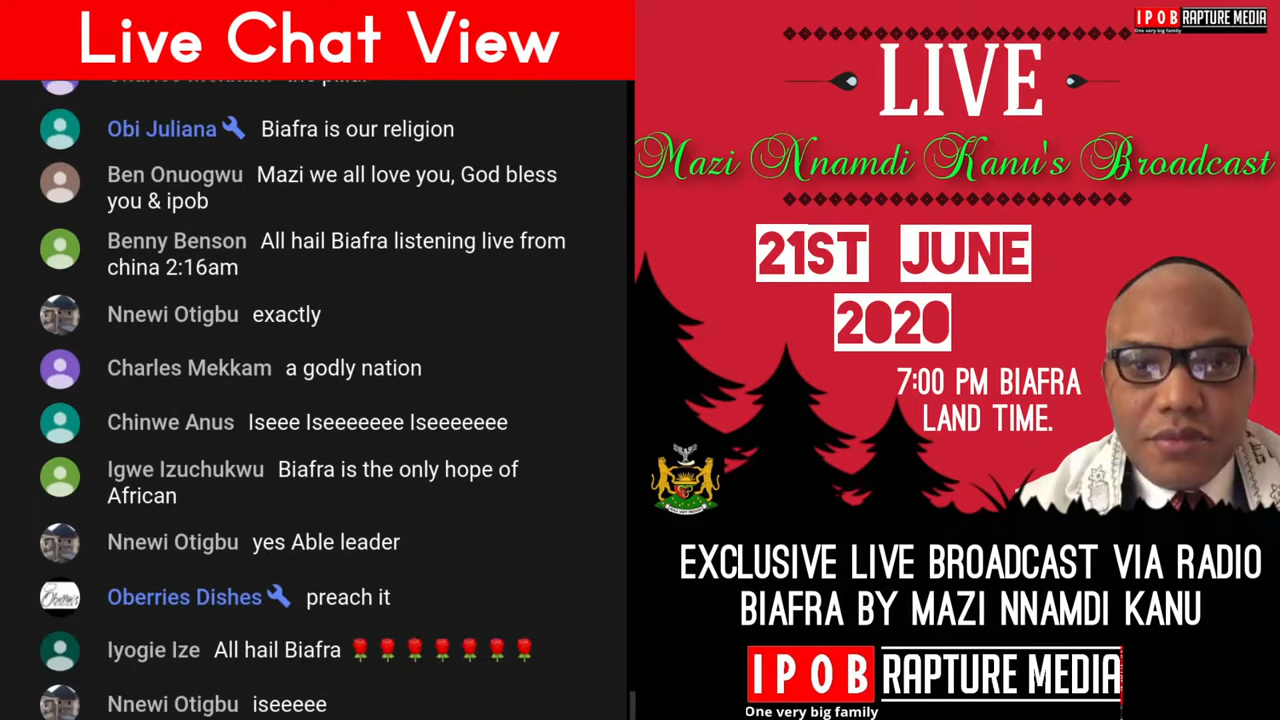 Live Chat View
Obi Juliana Biafra is our religion
Ben Onuogwu Mazi we all love you, God bless
you & ipob
Benny Benson All hail Biafra listening live from
china 2:16am
Nnewi Otigbu exactly
Charles Mekkam a godly nation
Chinwe Anus Iseee Iseeeeeee Iseeeeeee
Igwe Izuchukwu Biafra is the only hope of
African
Nnewi Otigbu yes Able leader
Oberries Dishes preach it
Iyogie Ize All hail Biafra 🌹🌹🌹🌹🌹🌹🌹
Nnewi Otigbu iseeeee
IPOB RAPTURE MEDIA
One very big family
LIVE
Mazi Nnamdi Kanu's Broadcast
21ST JUNE
2020
7:00 PM BIAFRA
LAND TIME.
EXCLUSIVE LIVE BROADCAST VIA RADIO
BIAFRA BY MAZI NNAMDI KANU
IPOB RAPTURE MEDIA
One very big family